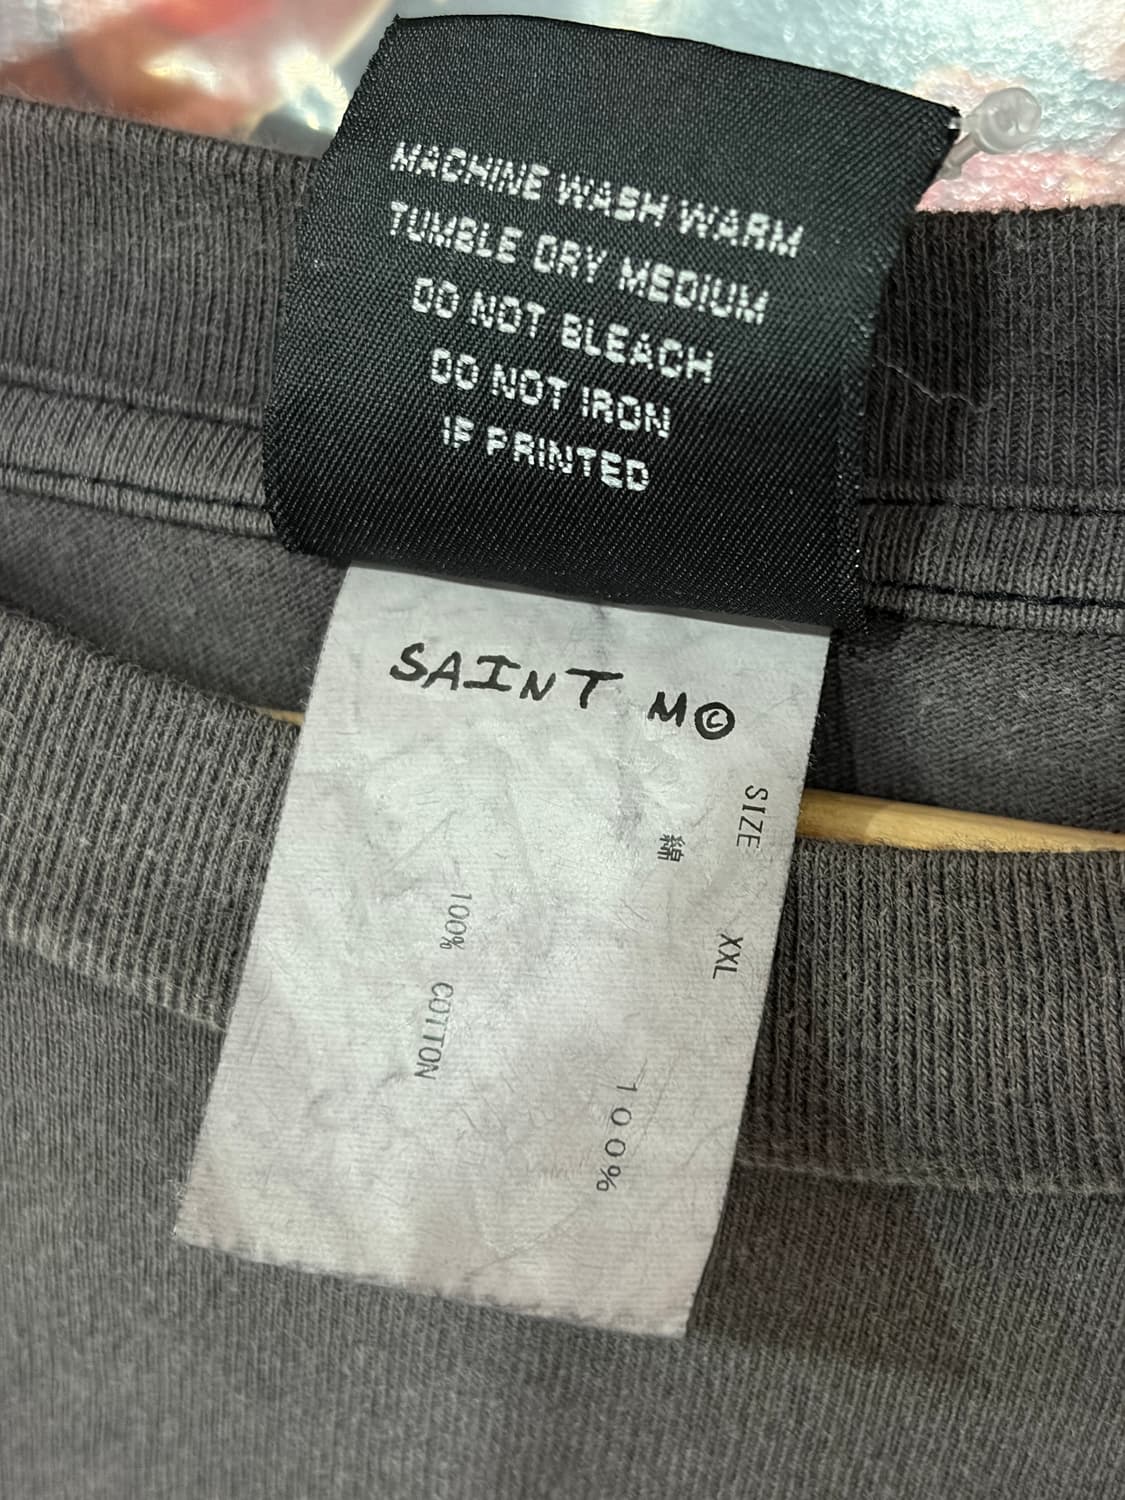 MACHINE WASH WARM
TUMBLE DRY MEDIUM
DO NOT BLEACH
DO NOT IRON
IF PRINTED
SAINT M©
SIZE XXL
綿 100%
100% COTTON